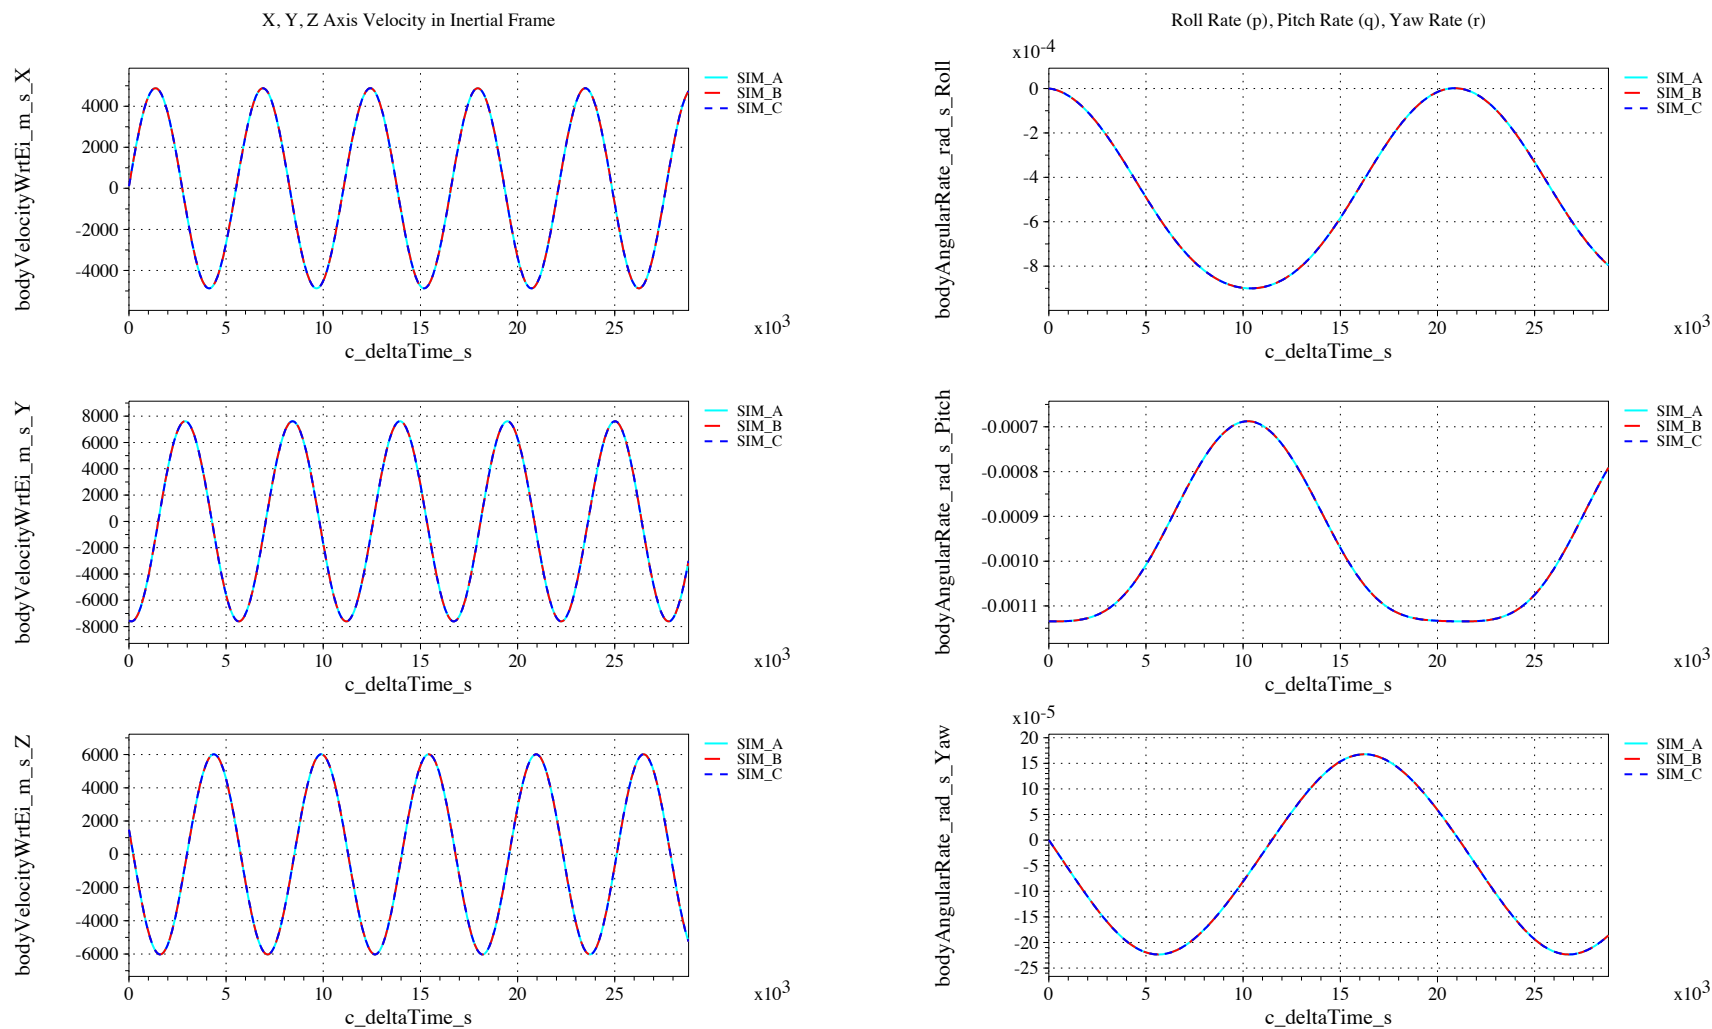 X, Y, Z Axis Velocity in Inertial Frame
bodyVelocityWrtEi_m_s_X
4000
2000
0
-2000
-4000
0 5 10 15 20 25
x10^3
c_deltaTime_s
SIM_A
SIM_B
SIM_C
bodyVelocityWrtEi_m_s_Y
8000
6000
4000
2000
0
-2000
-4000
-6000
-8000
0 5 10 15 20 25
x10^3
c_deltaTime_s
SIM_A
SIM_B
SIM_C
bodyVelocityWrtEi_m_s_Z
6000
4000
2000
0
-2000
-4000
-6000
0 5 10 15 20 25
x10^3
c_deltaTime_s
SIM_A
SIM_B
SIM_C
Roll Rate (p), Pitch Rate (q), Yaw Rate (r)
x10^-4
bodyAngularRate_rad_s_Roll
0
-2
-4
-6
-8
0 5 10 15 20 25
x10^3
c_deltaTime_s
SIM_A
SIM_B
SIM_C
bodyAngularRate_rad_s_Pitch
-0.0007
-0.0008
-0.0009
-0.0010
-0.0011
0 5 10 15 20 25
x10^3
c_deltaTime_s
SIM_A
SIM_B
SIM_C
x10^-5
bodyAngularRate_rad_s_Yaw
20
15
10
5
0
-5
-10
-15
-20
-25
0 5 10 15 20 25
x10^3
c_deltaTime_s
SIM_A
SIM_B
SIM_C